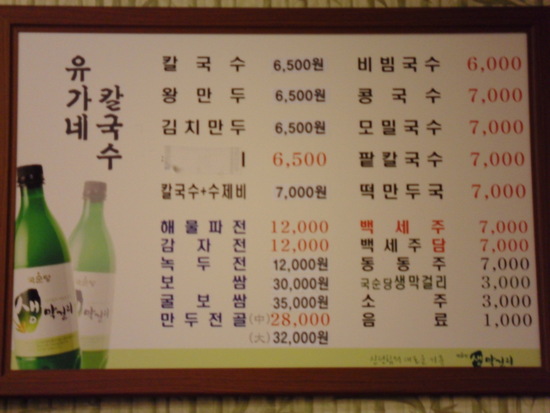 유가네
칼국수
칼국수 6,500원
왕만두 6,500원
김치만두 6,500원
6,500
칼국수+수제비 7,000원
해물파전 12,000
감자전 12,000
녹두전 12,000원
보쌈 30,000원
굴보쌈 35,000원
만두전골 (中) 28,000
(大) 32,000원
비빔국수 6,000
콩국수 7,000
모밀국수 7,000
팥칼국수 7,000
떡만두국 7,000
백세주 7,000
백세주담 7,000
동동주 7,000
국순당생막걸리 3,000
소주 3,000
음료 1,000
국순당
생막걸리